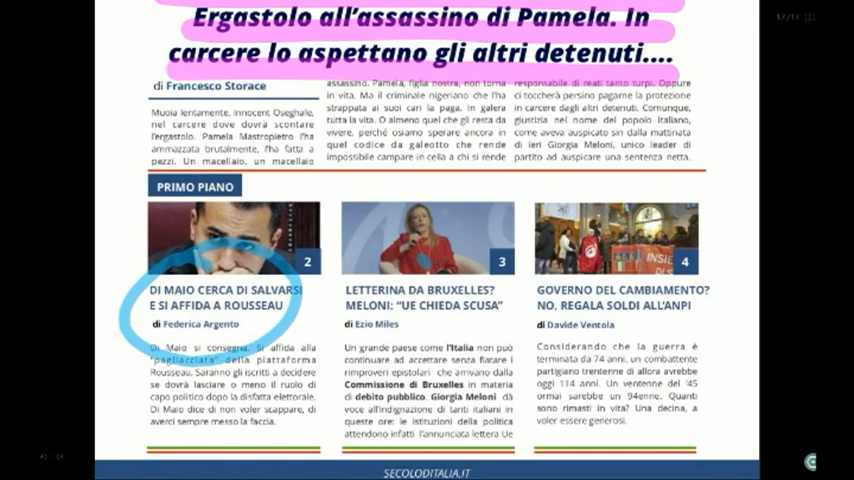 Ergastolo all'assassino di Pamela. In
carcere lo aspettano gli altri detenuti....
di Francesco Storace
Muoia lentamente. Innocent Oseghale,
nel carcere dove dovrà scontare
l'ergastolo. Pamela Mastropietro l'ha
ammazzata brutalmente, l'ha fatta a
pezzi. Un macellaio, un macellaio
assassino. Pamela, figlia nostra, non torna
in vita. Ma il criminale nigeriano che l'ha
strappata ai suoi cari la paga. In galera
tutta la vita. O almeno quel che gli resta da
vivere, perché osiamo sperare ancora in
quel codice da galeotto che rende
impossibile campare in cella a chi si rende
responsabile di reati tanto turpi. Oppure
ci toccherà persino pagarne la protezione
in carcere dagli altri detenuti. Comunque,
giustizia nel nome del popolo italiano,
come aveva auspicato sin dalla mattinata
di ieri Giorgia Meloni, unico leader di
partito ad auspicare una sentenza netta.
PRIMO PIANO
2
DI MAIO CERCA DI SALVARSI
E SI AFFIDA A ROUSSEAU
di Federica Argento
Di Maio si consegna. Si affida alla
"pagliacciata" della piattaforma
Rousseau. Saranno gli iscritti a decidere
se dovrà lasciare o meno il ruolo di
capo politico dopo la disfatta elettorale.
Di Maio dice di non voler scappare, di
averci sempre messo la faccia.
3
LETTERINA DA BRUXELLES?
MELONI: "UE CHIEDA SCUSA"
di Ezio Miles
Un grande paese come l'Italia non può
continuare ad accettare senza fiatare i
rimproveri epistolari che arrivano dalla
Commissione di Bruxelles in materia
di debito pubblico. Giorgia Meloni dà
voce all'indignazione di tanti italiani in
queste ore: le istituzioni della politica
attendono infatti l'annunciata lettera Ue
INSIE
4
GOVERNO DEL CAMBIAMENTO?
NO, REGALA SOLDI ALL'ANPI
di Davide Ventola
Considerando che la guerra è
terminata da 74 anni, un combattente
partigiano trentenne di allora avrebbe
oggi 114 anni. Un ventenne del '45
ormai sarebbe un 94enne. Quanti
sono rimasti in vita? Una decina, a
voler essere generosi.
SECOLODITALIA.IT